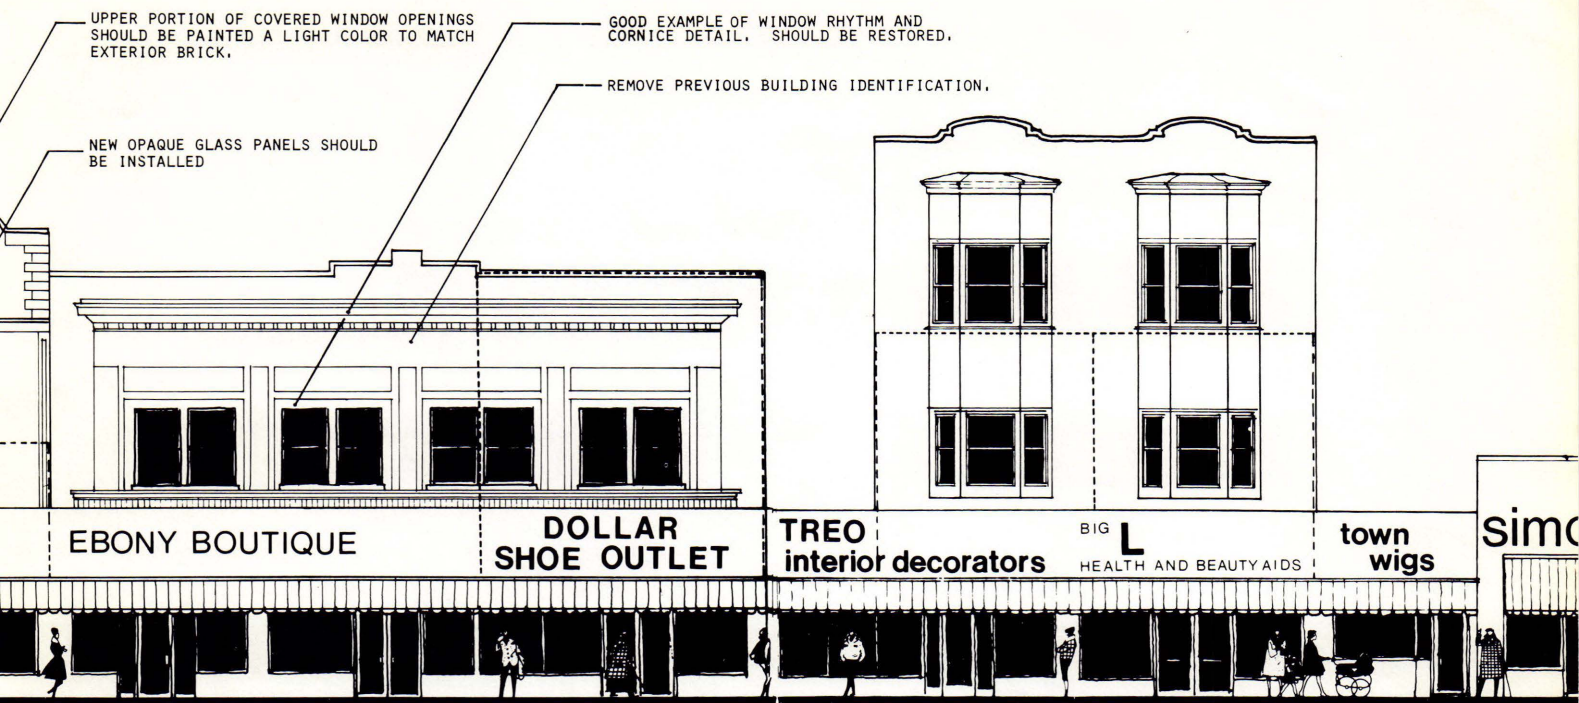 UPPER PORTION OF COVERED WINDOW OPENINGS
SHOULD BE PAINTED A LIGHT COLOR TO MATCH
EXTERIOR BRICK.
GOOD EXAMPLE OF WINDOW RHYTHM AND
CORNICE DETAIL. SHOULD BE RESTORED.
REMOVE PREVIOUS BUILDING IDENTIFICATION.
NEW OPAQUE GLASS PANELS SHOULD
BE INSTALLED
EBONY BOUTIQUE
DOLLAR
SHOE OUTLET
TREO
interior decorators
BIG L
HEALTH AND BEAUTY AIDS
town
wigs